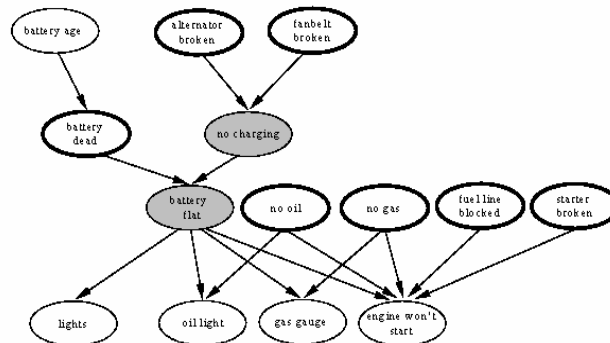 battery age
alternator
broken
fanbelt
broken
battery
dead
no charging
battery
flat
no oil
no gas
fuel line
blocked
starter
broken
lights
oil light
gas gauge
engine won't
start